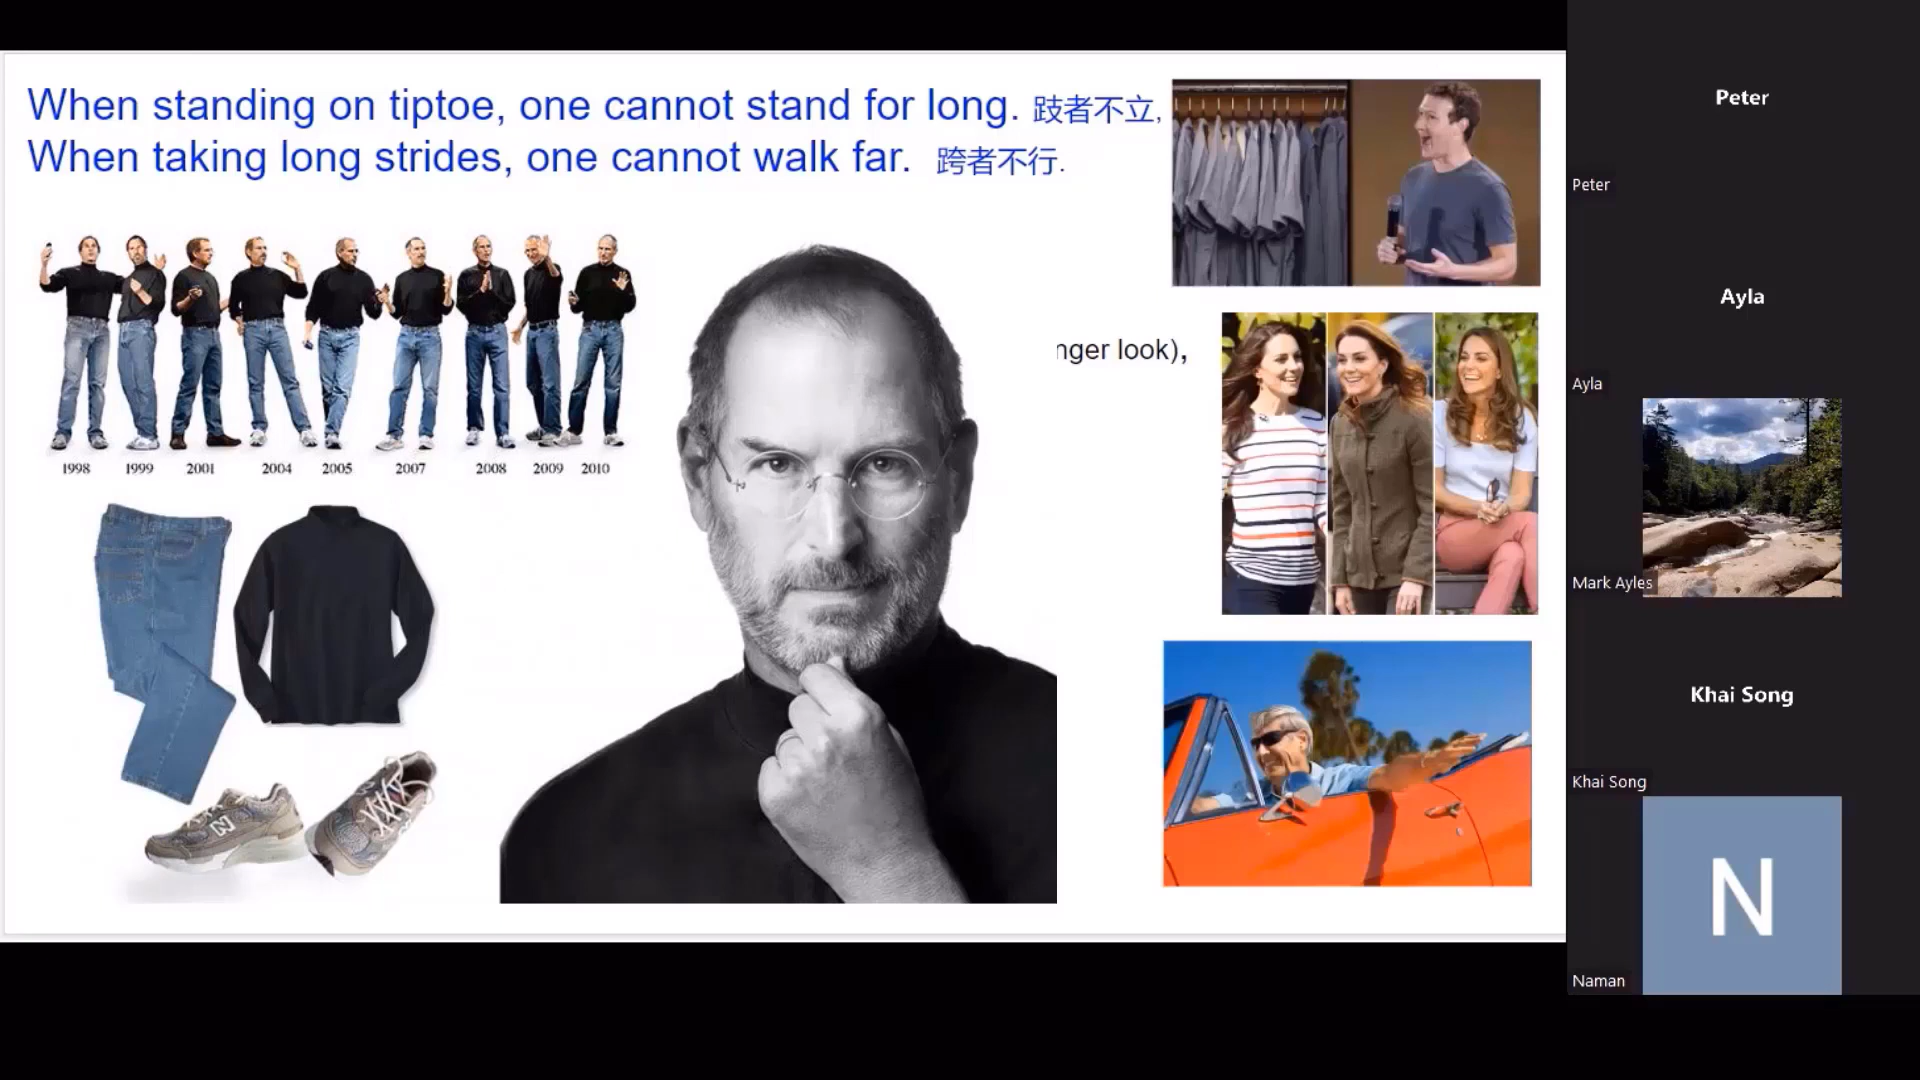 When standing on tiptoe, one cannot stand for long. 跂者不立,
When taking long strides, one cannot walk far. 跨者不行.
nger look),
1998 1999 2001 2004 2005 2007 2008 2009 2010
N
Peter
Peter
Ayla
Ayla
Mark Ayles
Khai Song
Khai Song
N
Naman